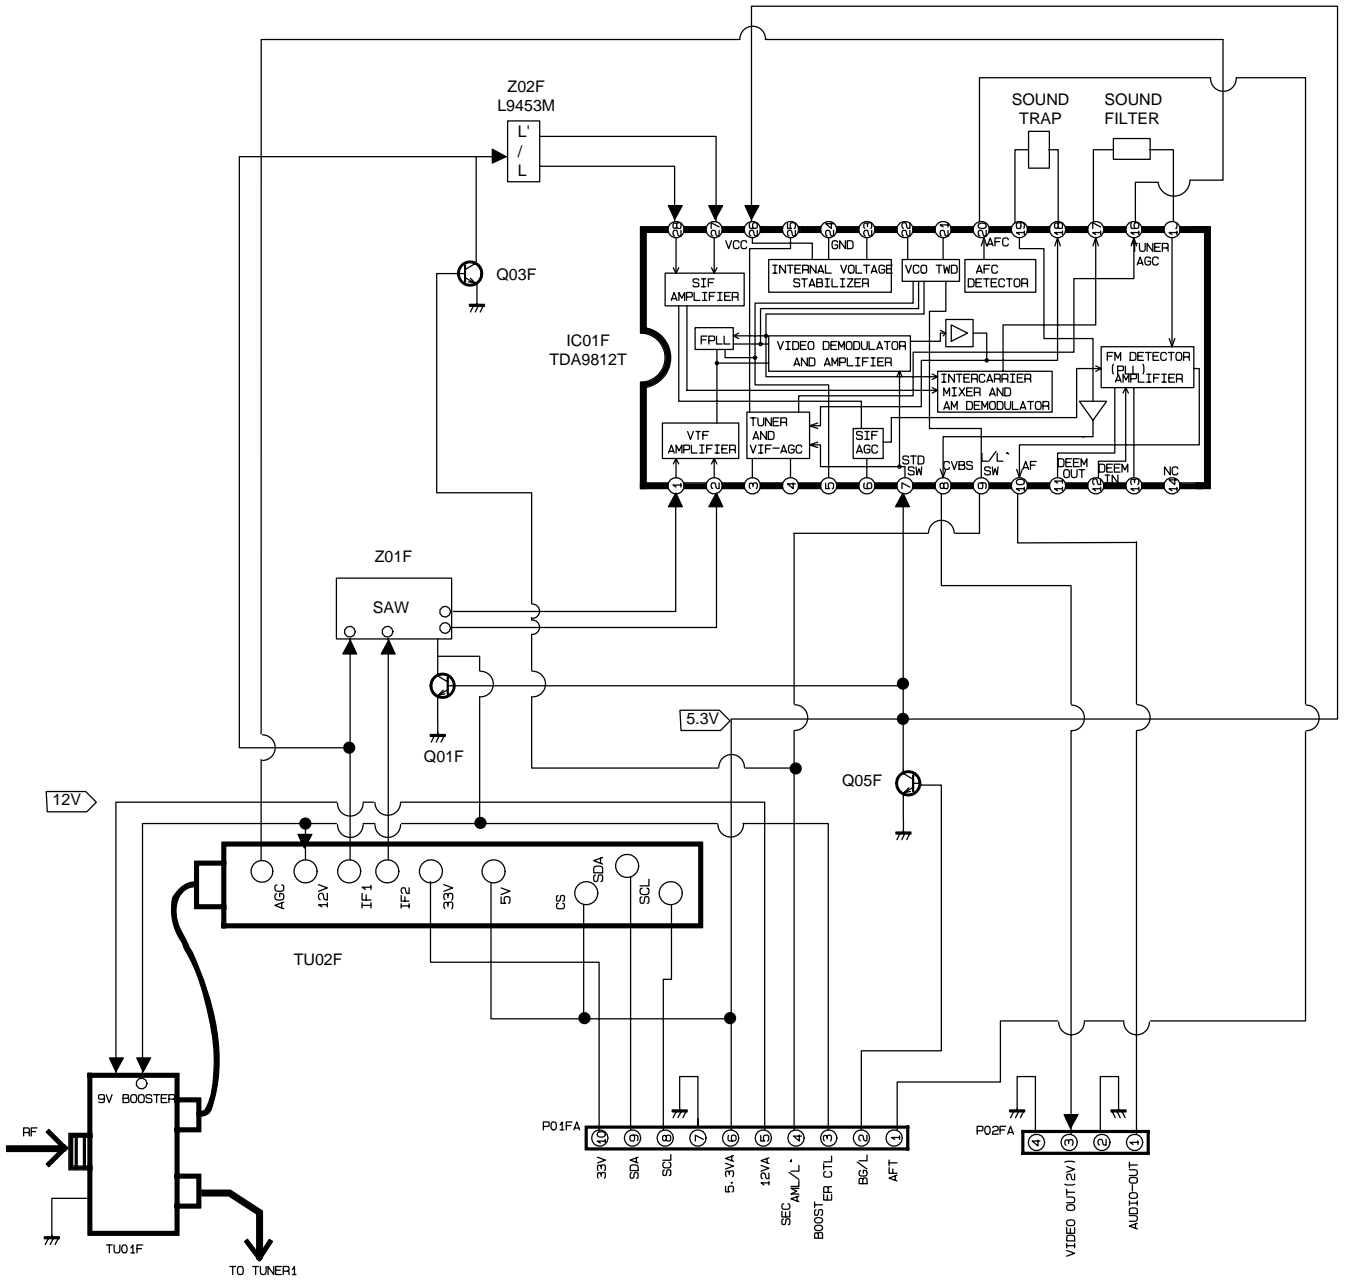 Z02F
L9453M
L'
/
L
SOUND
TRAP
SOUND
FILTER
Q03F
IC01F
TDA9812T
28
27
26
25
24
23
22
21
20
19
18
17
16
VCC
GND
AFC
TUNER
AGC
SIF
AMPLIFIER
INTERNAL VOLTAGE
STABILIZER
VCO TWD
AFC
DETECTOR
FPLL
VIDEO DEMODULATOR
AND AMPLIFIER
INTERCARRIER
MIXER AND
AM DEMODULATOR
FM DETECTOR
(PLL)
AMPLIFIER
VTF
AMPLIFIER
TUNER
AND
VIF-AGC
SIF
AGC
STD
SW
CVBS
L/L`
SW
AF
DEEM
OUT
DEEM
IN
NC
1
2
3
4
5
6
7
8
9
10
11
12
13
14
Z01F
SAW
Q01F
5.3V
Q05F
12V
AGC
12V
IF1
IF2
33V
5V
CS
SDA
SCL
TU02F
9V BOOSTER
RF
TU01F
TO TUNER1
P01FA
10
9
8
7
6
5
4
3
2
1
33V
SDA
SCL
5.3VA
12VA
SEC AML/L`
BOOSTER CTL
BG/L
AFT
P02FA
4
3
2
1
VIDEO OUT(2V)
AUDIO-OUT